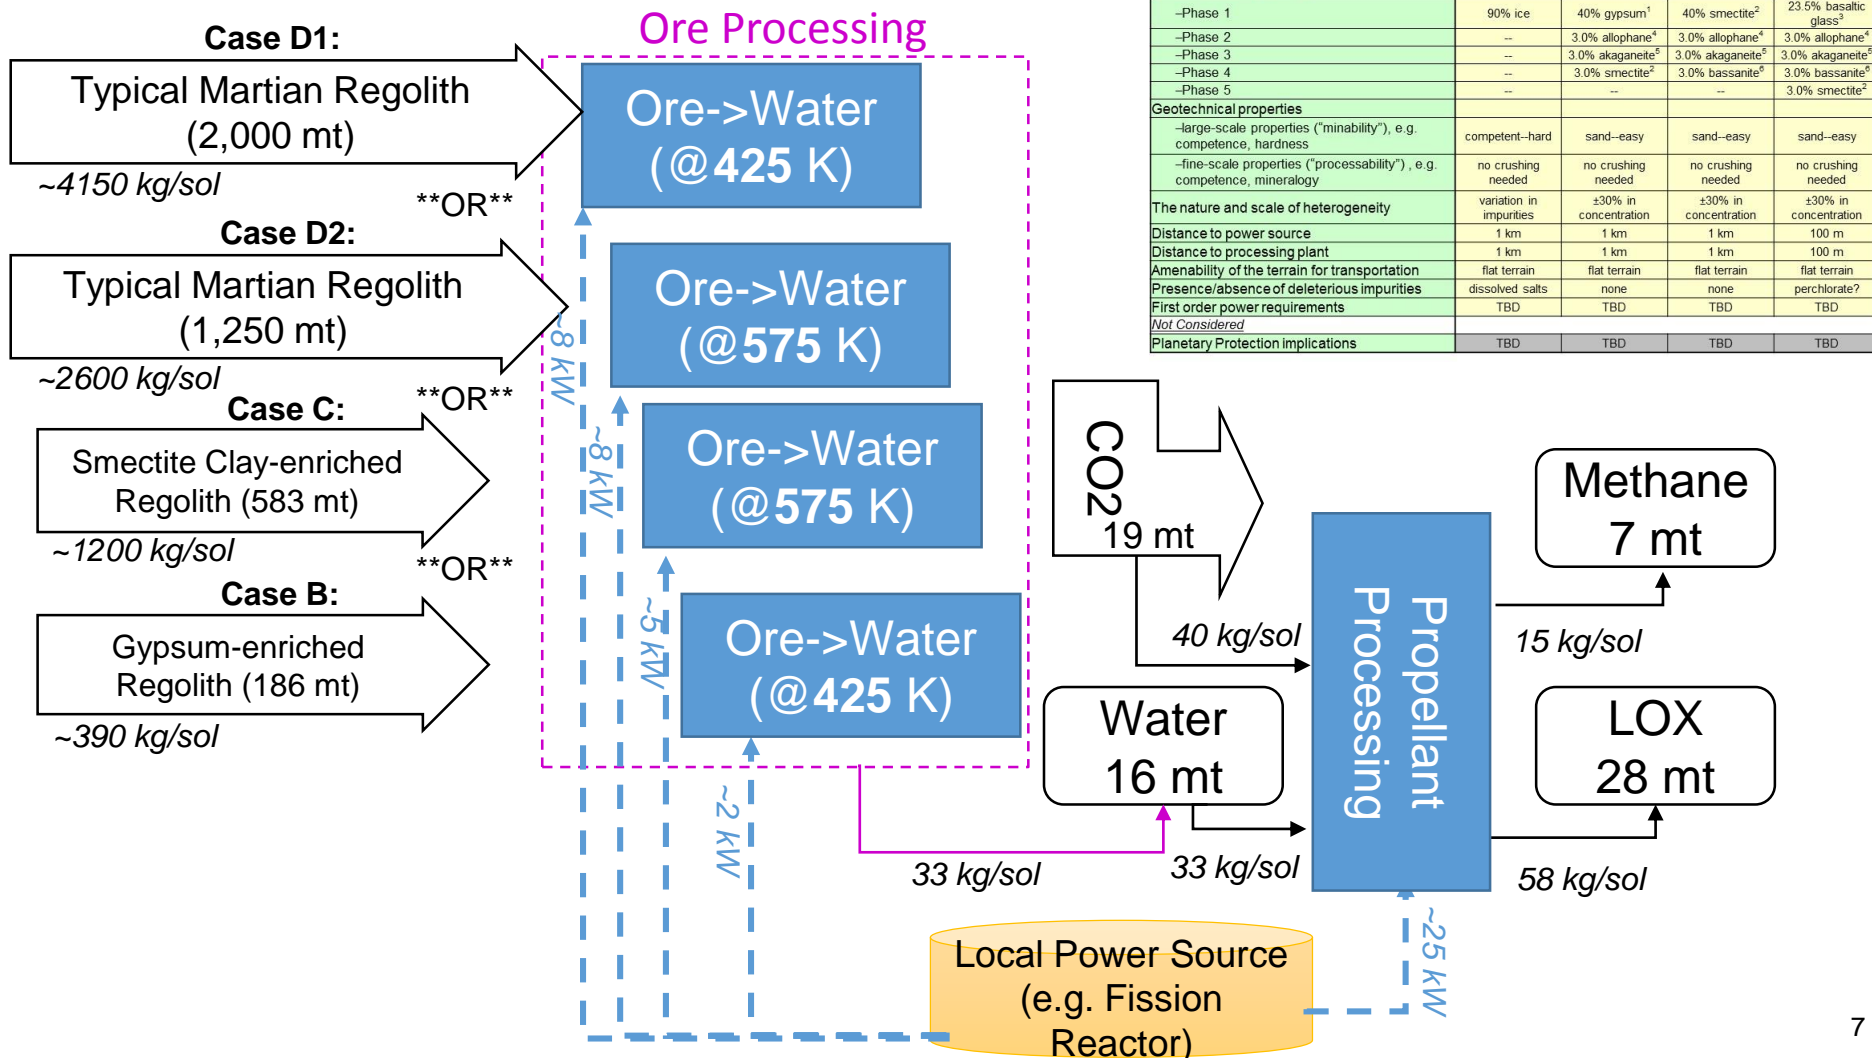 Ore Processing
Case D1:
Typical Martian Regolith
(2,000 mt)
~4150 kg/sol
**OR**
Case D2:
Typical Martian Regolith
(1,250 mt)
~2600 kg/sol
**OR**
Case C:
Smectite Clay-enriched
Regolith (583 mt)
~1200 kg/sol
**OR**
Case B:
Gypsum-enriched
Regolith (186 mt)
~390 kg/sol
Ore->Water
(@425 K)
Ore->Water
(@575 K)
Ore->Water
(@575 K)
Ore->Water
(@425 K)
~8 kW
~8 kW
~5 kW
~2 kW
33 kg/sol
–Phase 1 90% ice 40% gypsum1 40% smectite2 23.5% basaltic
glass3
–Phase 2 -- 3.0% allophane4 3.0% allophane4 3.0% allophane4
–Phase 3 -- 3.0% akaganeite5 3.0% akaganeite5 3.0% akaganeite5
–Phase 4 -- 3.0% smectite2 3.0% bassanite6 3.0% bassanite6
–Phase 5 -- -- -- 3.0% smectite2
Geotechnical properties
–large-scale properties ("minability"), e.g.
competence, hardness
competent--hard sand--easy sand--easy sand--easy
–fine-scale properties ("processability") , e.g.
competence, mineralogy
no crushing no crushing no crushing no crushing
needed needed needed needed
The nature and scale of heterogeneity
variation in ±30% in ±30% in ±30% in
impurities concentration concentration concentration
Distance to power source 1 km 1 km 1 km 100 m
Distance to processing plant 1 km 1 km 1 km 100 m
Amenability of the terrain for transportation flat terrain flat terrain flat terrain flat terrain
Presence/absence of deleterious impurities dissolved salts none none perchlorate?
First order power requirements TBD TBD TBD TBD
Not Considered
Planetary Protection implications TBD TBD TBD TBD
CO2
19 mt
40 kg/sol
Water
16 mt
33 kg/sol
Propellant
Processing
Methane
7 mt
15 kg/sol
LOX
28 mt
58 kg/sol
~25 kW
Local Power Source
(e.g. Fission
Reactor)
7